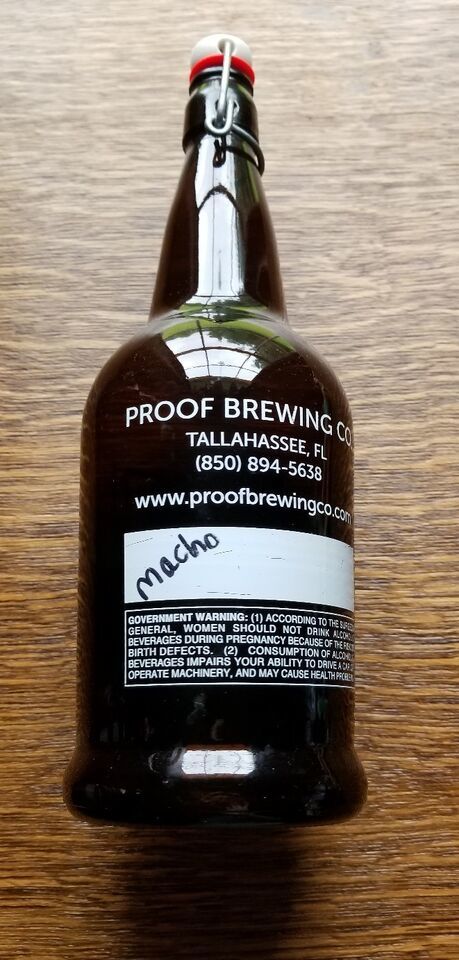 PROOF BREWING CO.
TALLAHASSEE, FL
(850) 894-5638
www.proofbrewingco.com
macho
GOVERNMENT WARNING: (1) ACCORDING TO THE
GENERAL, WOMEN SHOULD NOT DRINK
BEVERAGES DURING PREGNANCY BECAUSE OF THE
BIRTH DEFECTS. (2) CONSUMPTION OF
BEVERAGES IMPAIRS YOUR ABILITY TO DRIVE A CAR
OPERATE MACHINERY, AND MAY CAUSE HEALTH